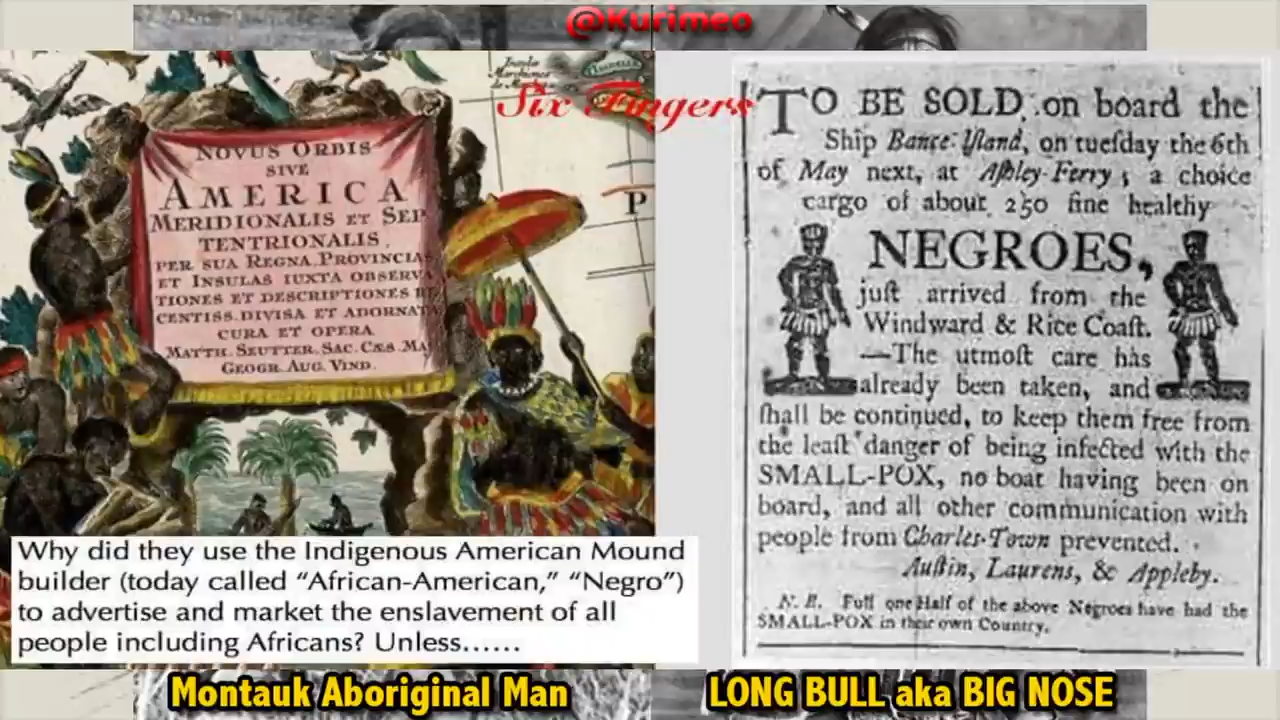 @Kurimeo
Six Fingers
NOVUS ORBIS
SIVE
AMERICA
MERIDIONALIS ET SEP
TENTRIONALIS,
PER SUA REGNA, PROVINCIAS
ET INSULAS IUXTA OBSERVA
TIONES ET DESCRIPTIONES RE
CENTISS. DIVISA ET ADORNATA
CURA ET OPERA
MATTH. SEUTTER, SAC. CÆS. MA
GEOGR. AUG. VIND.
P
TO BE SOLD, on board the
Ship Bance-Yland, on tueſday the 6th
of May next, at Aſhley-Ferry; a choice
cargo of about 250 fine healthy
NEGROES,
juſt arrived from the
Windward & Rice Coaſt.
—The utmoſt care has
already been taken, and
ſhall be continued, to keep them free from
the leaſt danger of being infected with the
SMALL-POX, no boat having been on
board, and all other communication with
people from Charles-Town prevented.
Auſtin, Laurens, & Appleby.
N. B. Full one Half of the above Negroes have had the
SMALL-POX in their own Country.
Why did they use the Indigenous American Mound
builder (today called “African-American,” “Negro”)
to advertise and market the enslavement of all
people including Africans? Unless......
Montauk Aboriginal Man
LONG BULL aka BIG NOSE